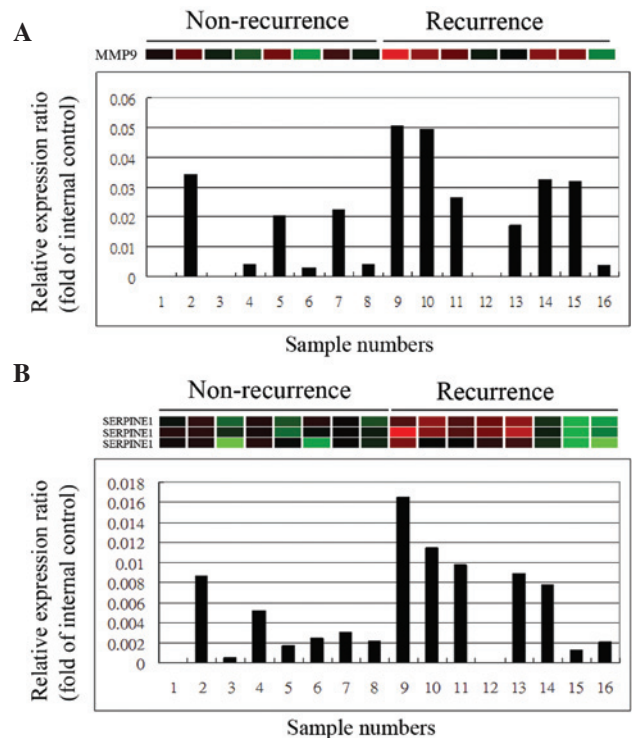 A
Non-recurrence Recurrence
MMP9
Relative expression ratio
(fold of internal control)
0.06
0.05
0.04
0.03
0.02
0.01
0
1 2 3 4 5 6 7 8 9 10 11 12 13 14 15 16
Sample numbers
B
Non-recurrence Recurrence
SERPINE1
SERPINE1
SERPINE1
Relative expression ratio
(fold of internal control)
0.018
0.016
0.014
0.012
0.01
0.008
0.006
0.004
0.002
0
1 2 3 4 5 6 7 8 9 10 11 12 13 14 15 16
Sample numbers